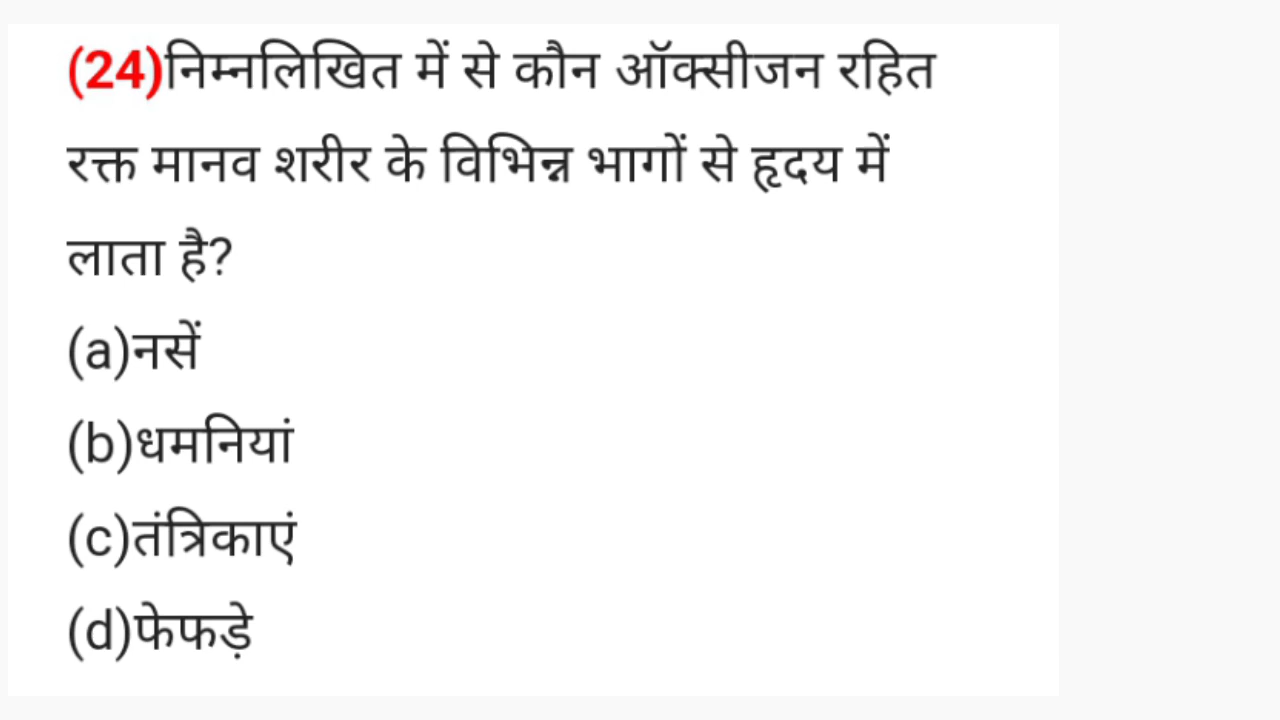 (24)निम्नलिखित में से कौन ऑक्सीजन रहित
रक्त मानव शरीर के विभिन्न भागों से हृदय में
लाता है?
(a)नसें
(b)धमनियां
(c)तंत्रिकाएं
(d)फेफड़े